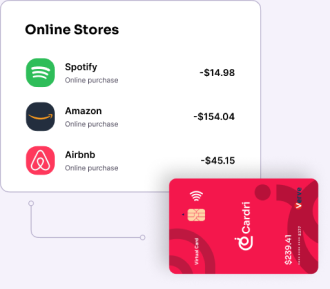 Online Stores
Spotify
Online purchase
-$14.98
Amazon
Online purchase
-$154.04
Airbnb
Online purchase
-$45.15
Virtual Card
Cardri
$239.41